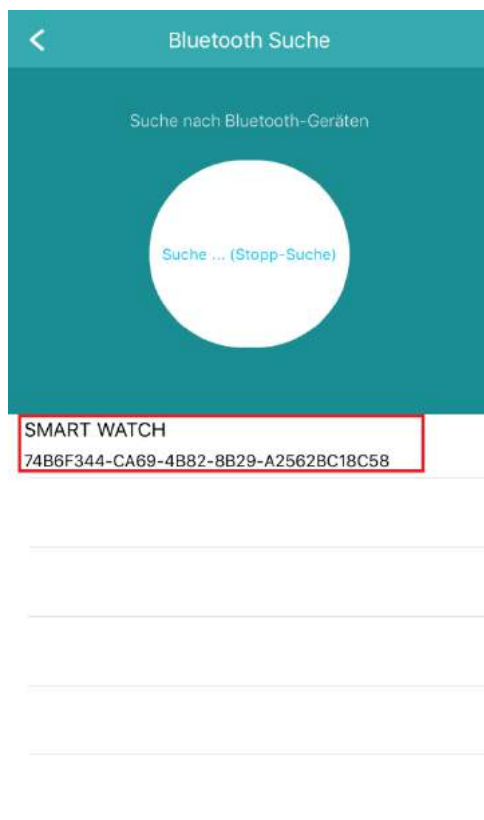 Bluetooth Suche
Suche nach Bluetooth-Geräten
Suche ... (Stopp-Suche)
SMART WATCH
74B6F344-CA69-4B82-8B29-A2562BC18C58